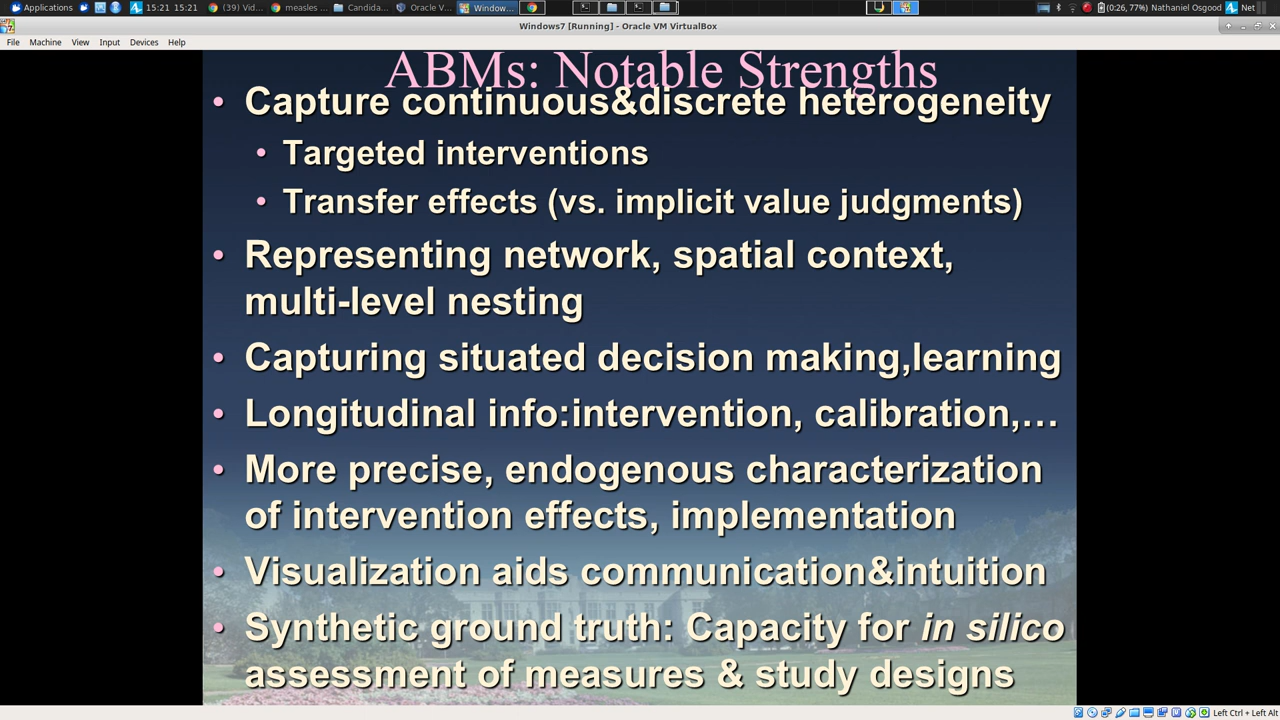 Applications 15:21 15:21 (39) Vid... measles ... Candida... Oracle V... Window... (0:26, 77%) Nathaniel Osgood Net
Windows7 [Running] - Oracle VM VirtualBox
File Machine View Input Devices Help
ABMs: Notable Strengths
• Capture continuous&discrete heterogeneity
• Targeted interventions
• Transfer effects (vs. implicit value judgments)
• Representing network, spatial context,
multi-level nesting
• Capturing situated decision making,learning
• Longitudinal info:intervention, calibration,…
• More precise, endogenous characterization
of intervention effects, implementation
• Visualization aids communication&intuition
• Synthetic ground truth: Capacity for in silico
assessment of measures & study designs
Left Ctrl + Left Alt